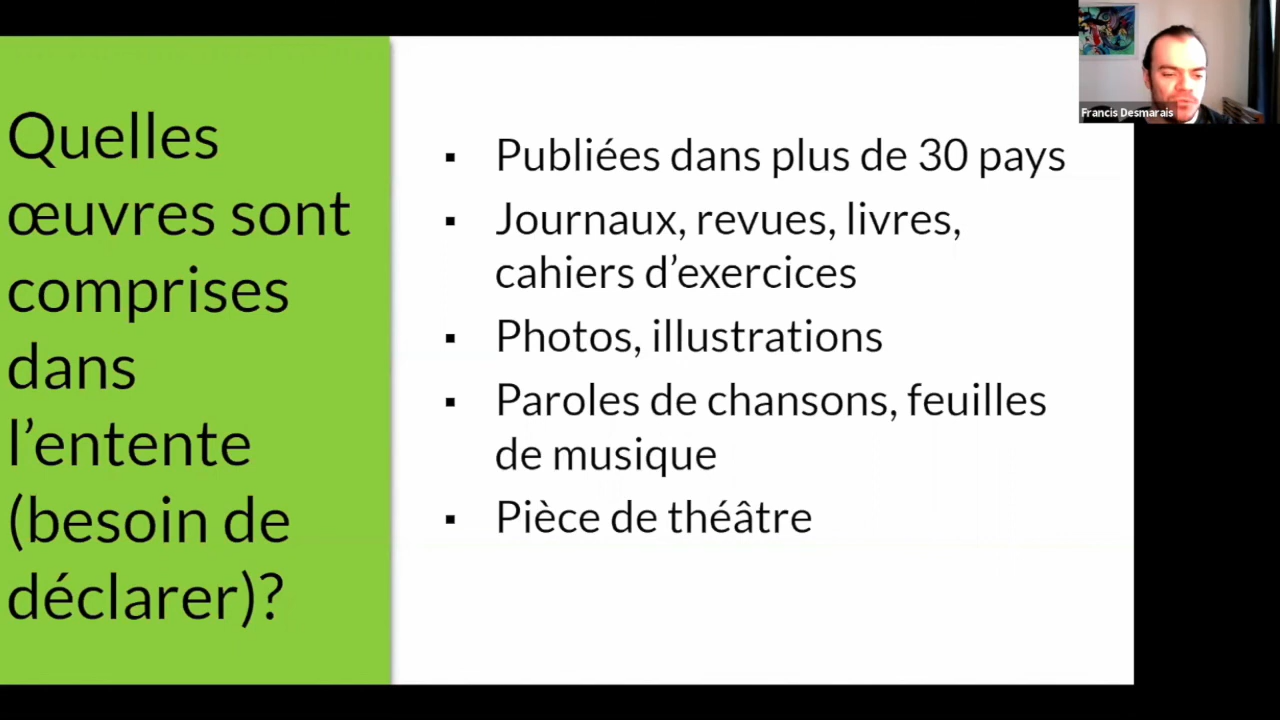 Quelles
œuvres sont
comprises
dans
l’entente
(besoin de
déclarer)?
▪ Publiées dans plus de 30 pays
▪ Journaux, revues, livres,
cahiers d’exercices
▪ Photos, illustrations
▪ Paroles de chansons, feuilles
de musique
▪ Pièce de théâtre
Francis Desmarais